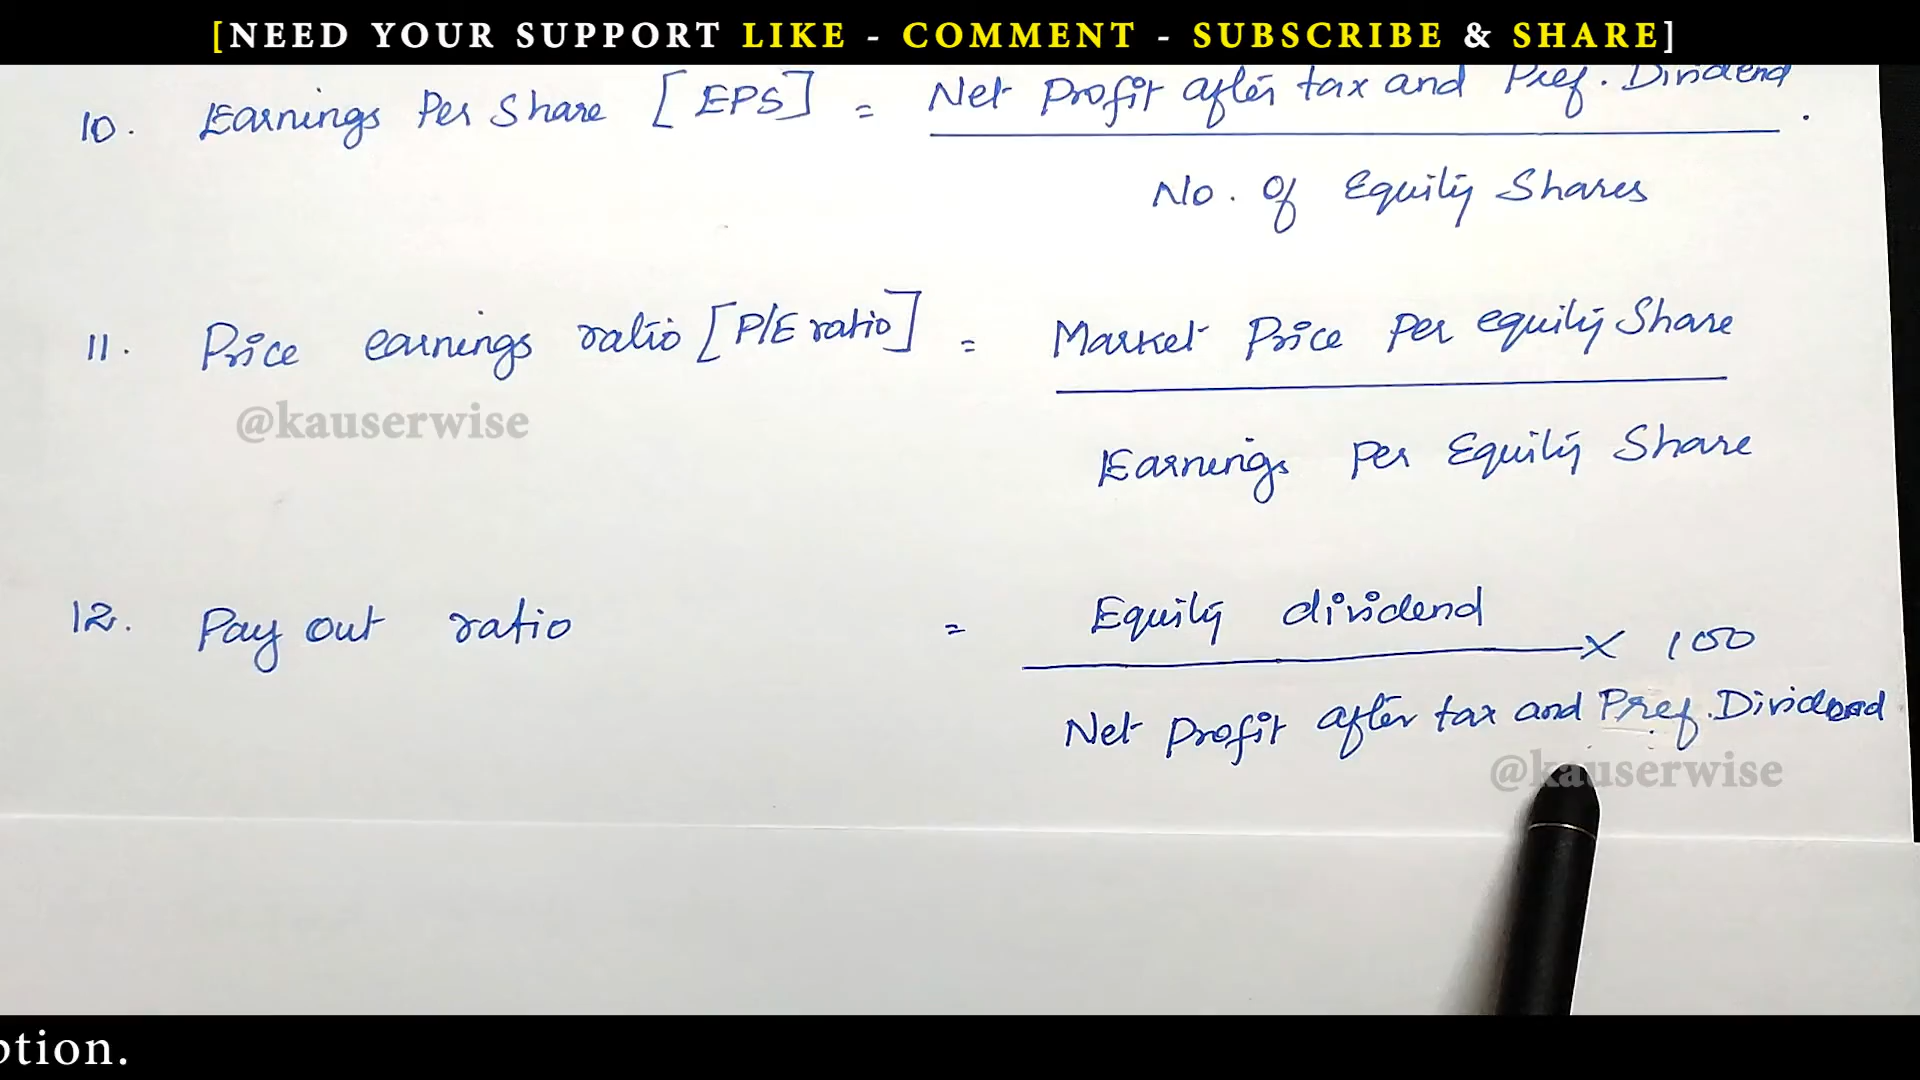 [NEED YOUR SUPPORT LIKE - COMMENT - SUBSCRIBE & SHARE]
10. Earnings Per Share [EPS] = Net Profit after tax and Pref. Dividend
No. Of Equity Shares
11. Price earnings ratio [P/E ratio] = Market Price Per equity Share
@kauserwise
Earnings Per Equity Share
12. Pay out ratio = Equity dividend × 100
Net Profit after tax and Pref. Dividend
@kauserwise
ption.